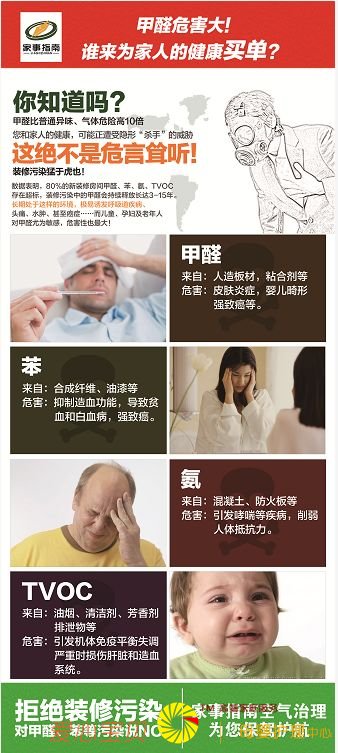 家事指南
甲醛危害大！
谁来为家人的健康买单？
你知道吗？
甲醛比普通异味、气体危险高10倍
您和家人的健康，可能正遭受隐形“杀手”的威胁
这绝不是危言耸听！
装修污染猛于虎也！
数据表明，80%的新装修房间甲醛、苯、氨、TVOC
存在超标，装修污染中的甲醛会持续释放长达3-15年。
长期处于这样的环境，极易诱发呼吸道疾病、
头痛、水肿、甚至癌症……而儿童、孕妇及老年人
对甲醛尤为敏感，危害性也最大！
甲醛
来自：人造板材，粘合剂等
危害：皮肤炎症，婴儿畸形
强致癌等。
苯
来自：合成纤维、油漆等
危害：抑制造血功能，导致贫
血和白血病，强致癌。
氨
来自：混凝土、防火板等
危害：引发哮喘等疾病，削弱
人体抵抗力。
TVOC
来自：油烟、清洁剂、芳香剂
排泄物等
危害：引发机体免疫平衡失调
严重时损伤肝脏和造血
系统。
拒绝装修污染
对甲醛、苯等污染说NO
家事指南空气治理
为您保驾护航